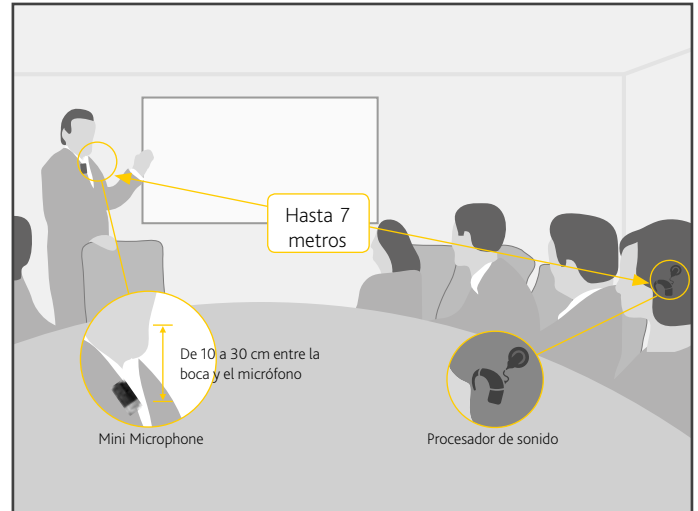 Hasta 7
metros
De 10 a 30 cm entre la
boca y el micrófono
Mini Microphone
Procesador de sonido